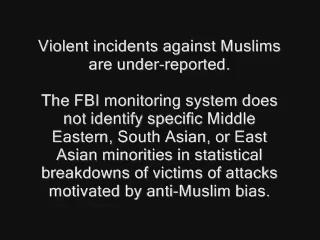 Violent incidents against Muslims
are under-reported.
The FBI monitoring system does
not identify specific Middle
Eastern, South Asian, or East
Asian minorities in statistical
breakdowns of victims of attacks
motivated by anti-Muslim bias.